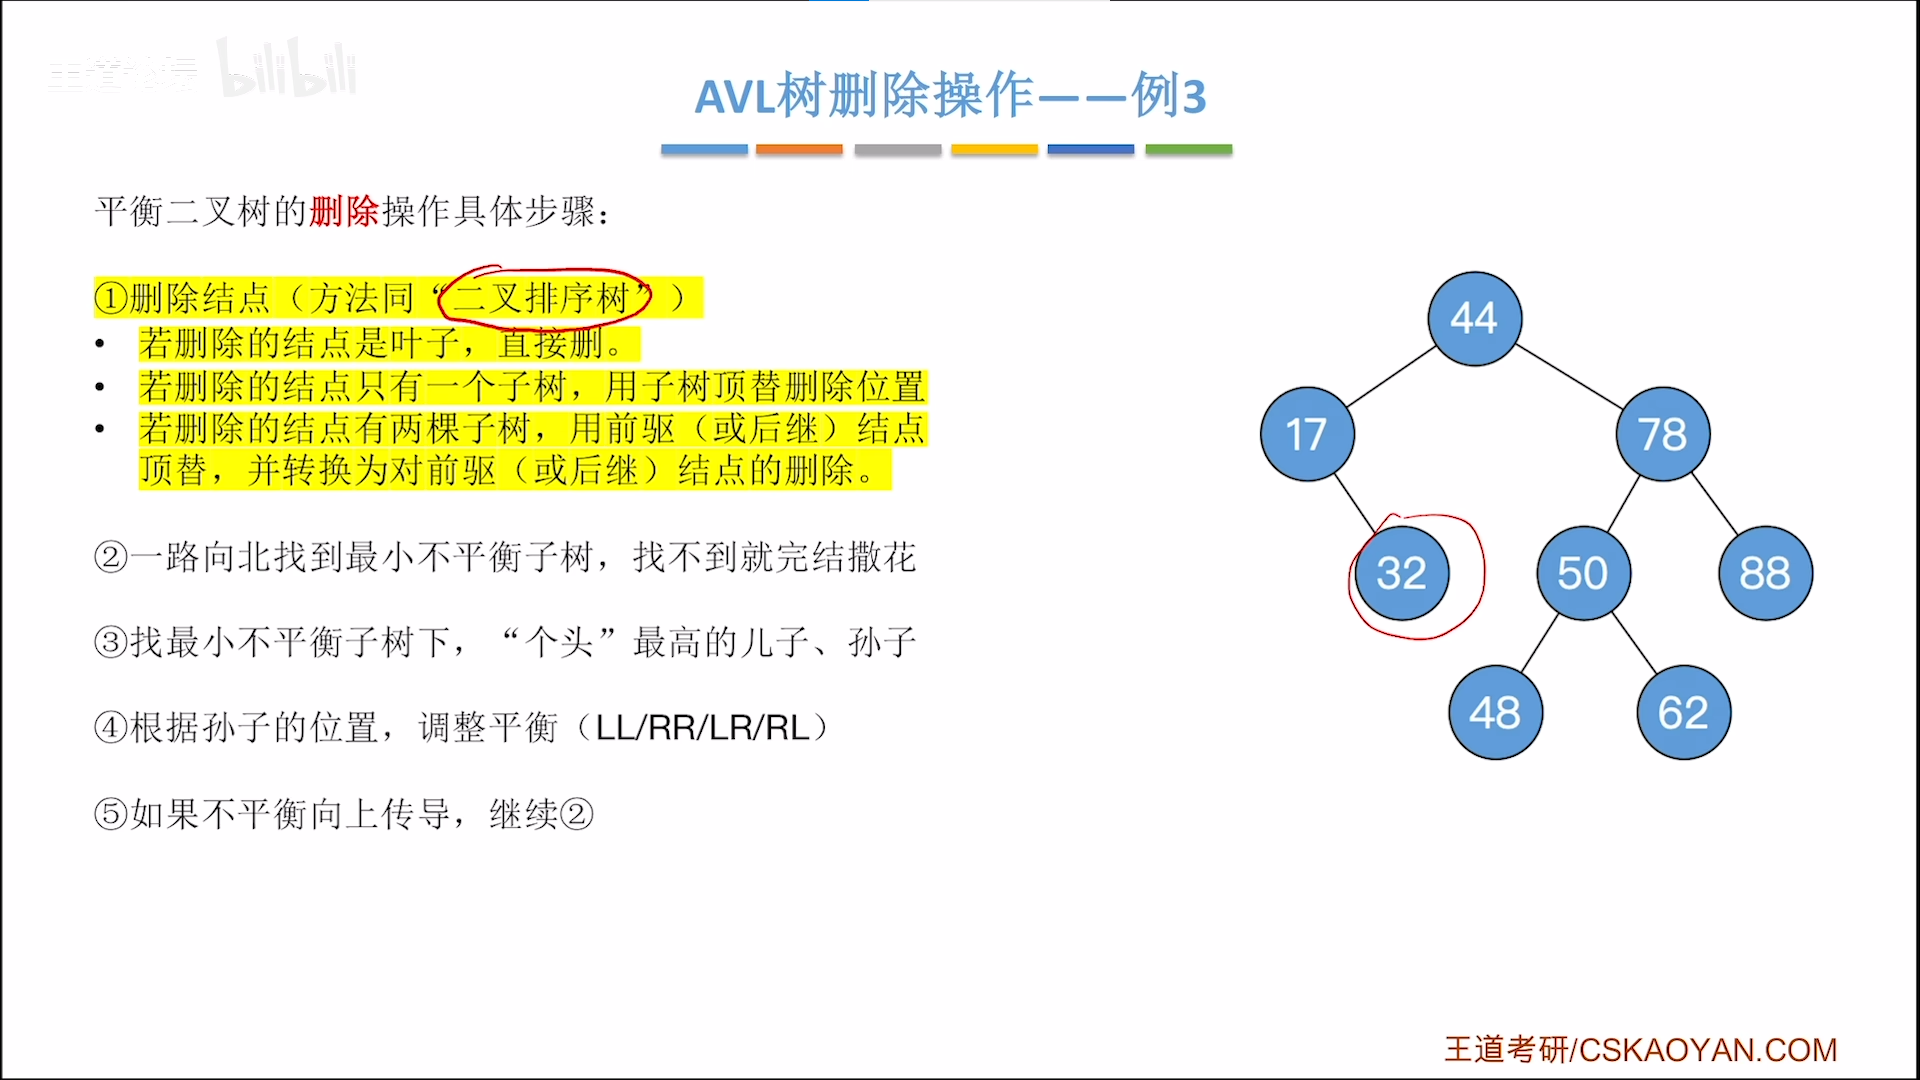 王道论坛 bilibili
AVL树删除操作——例3
平衡二叉树的删除操作具体步骤：
①删除结点（方法同“二叉排序树”）
• 若删除的结点是叶子，直接删。
• 若删除的结点只有一个子树，用子树顶替删除位置
• 若删除的结点有两棵子树，用前驱（或后继）结点
顶替，并转换为对前驱（或后继）结点的删除。
②一路向北找到最小不平衡子树，找不到就完结撒花
③找最小不平衡子树下，“个头”最高的儿子、孙子
④根据孙子的位置，调整平衡（LL/RR/LR/RL）
⑤如果不平衡向上传导，继续②
44
17
78
32
50
88
48
62
王道考研/CSKAOYAN.COM